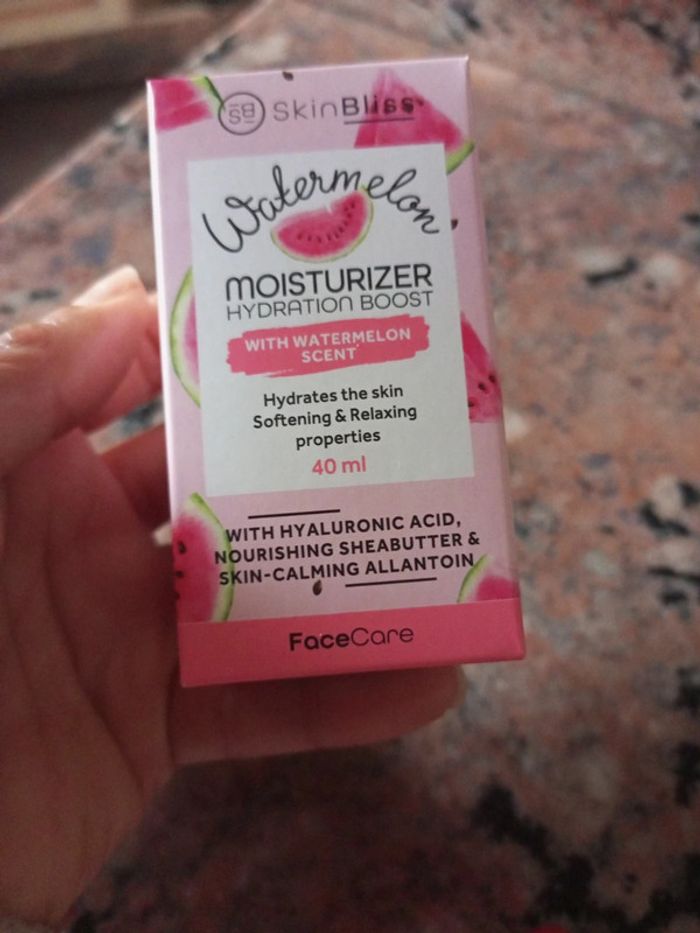 SB SkinBliss
Watermelon
MOISTURIZER
HYDRATION BOOST
WITH WATERMELON
SCENT
Hydrates the skin
Softening & Relaxing
properties
40 ml
WITH HYALURONIC ACID,
NOURISHING SHEABUTTER &
SKIN-CALMING ALLANTOIN
FaceCare